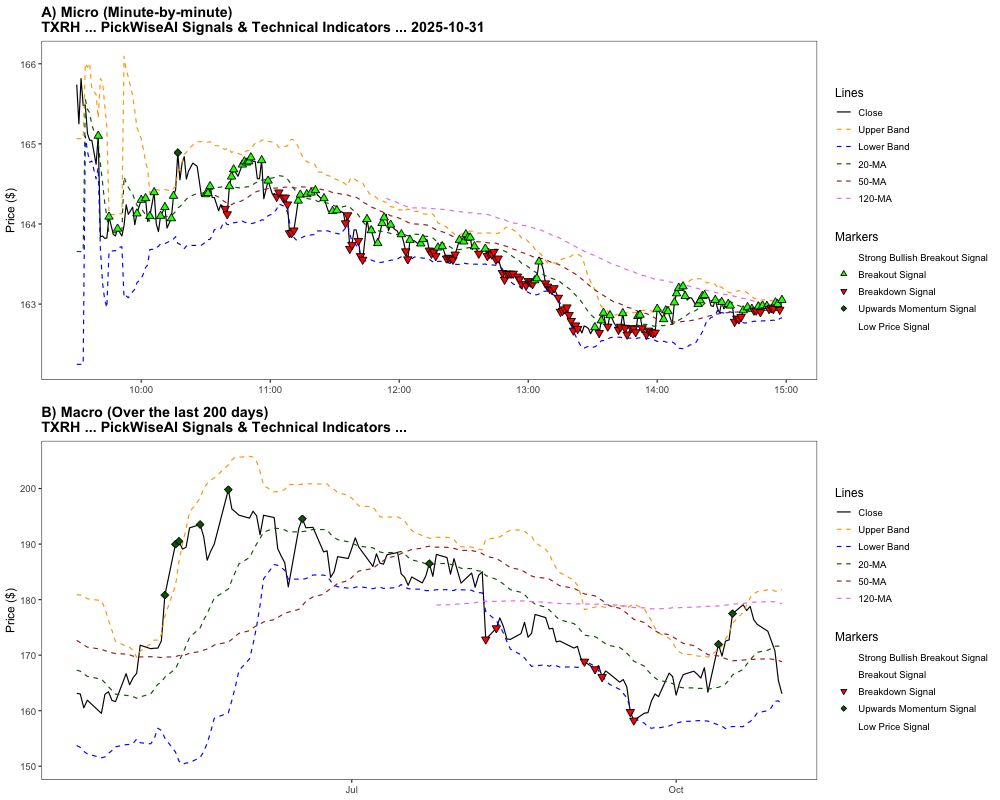 A) Micro (Minute-by-minute)
TXRH ... PickWiseAI Signals & Technical Indicators ... 2025-10-31
Price ($)
166
165
164
163
10:00
11:00
12:00
13:00
14:00
15:00
Lines
Close
Upper Band
Lower Band
20-MA
50-MA
120-MA
Markers
Strong Bullish Breakout Signal
Breakout Signal
Breakdown Signal
Upwards Momentum Signal
Low Price Signal
B) Macro (Over the last 200 days)
TXRH ... PickWiseAI Signals & Technical Indicators ...
Price ($)
200
190
180
170
160
150
Jul
Oct
Lines
Close
Upper Band
Lower Band
20-MA
50-MA
120-MA
Markers
Strong Bullish Breakout Signal
Breakout Signal
Breakdown Signal
Upwards Momentum Signal
Low Price Signal